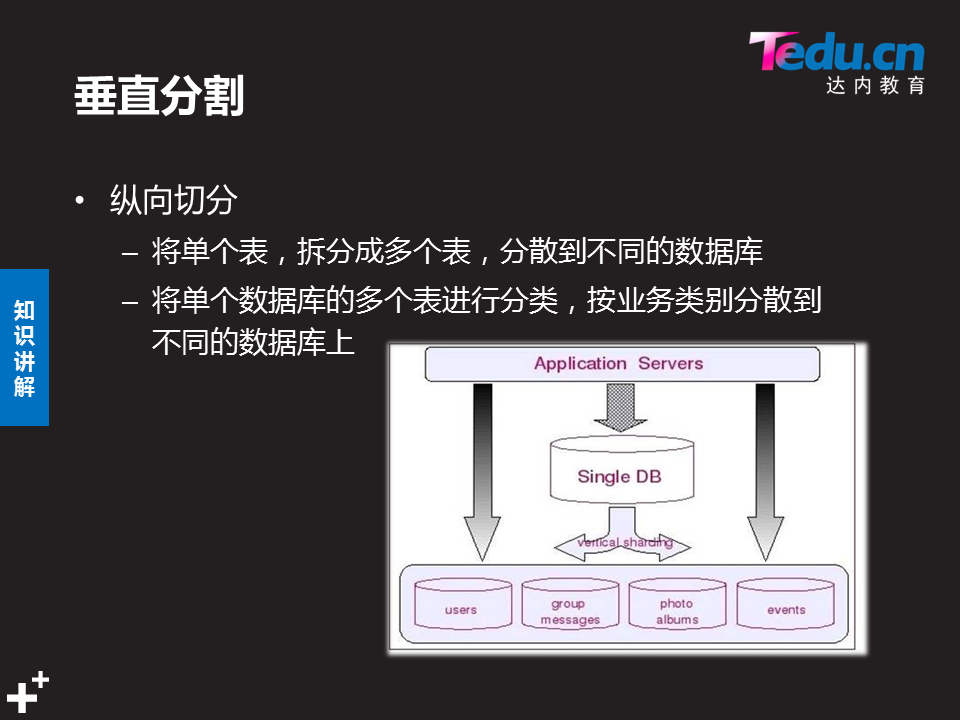 Tedu.cn
达内教育
垂直分割
• 纵向切分
– 将单个表，拆分成多个表，分散到不同的数据库
– 将单个数据库的多个表进行分类，按业务类别分散到
不同的数据库上
知识讲解
Application Servers
Single DB
vertical sharding
users
group
messages
photo
albums
events